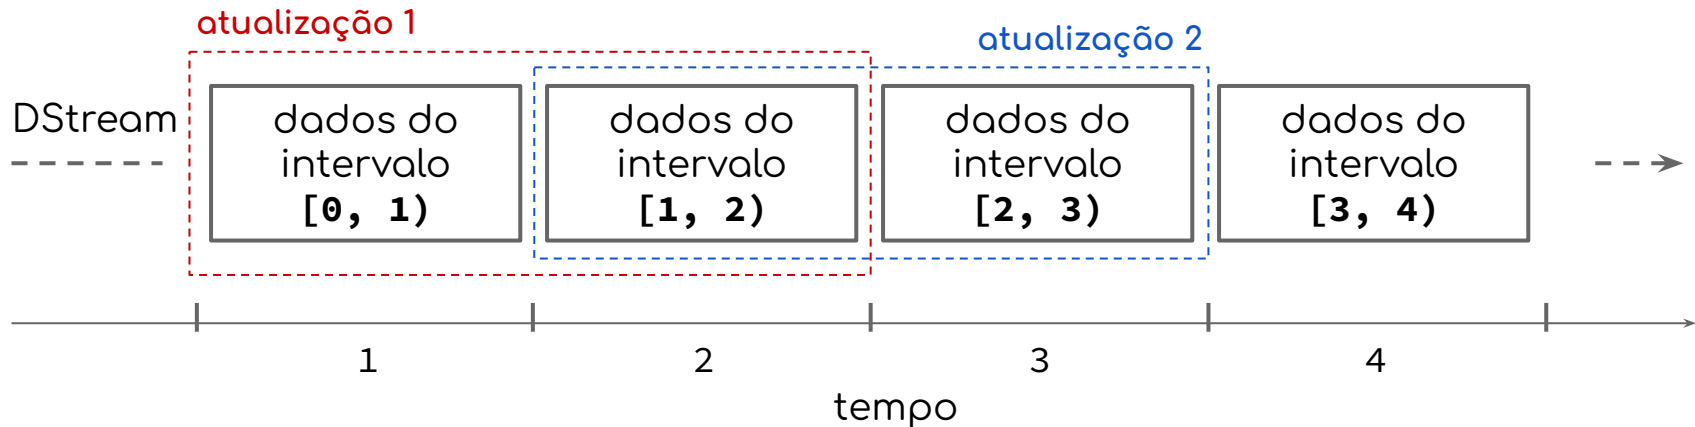 atualização 1
atualização 2
DStream
dados do
intervalo
[0, 1)
dados do
intervalo
[1, 2)
dados do
intervalo
[2, 3)
dados do
intervalo
[3, 4)
1
2
3
4
tempo